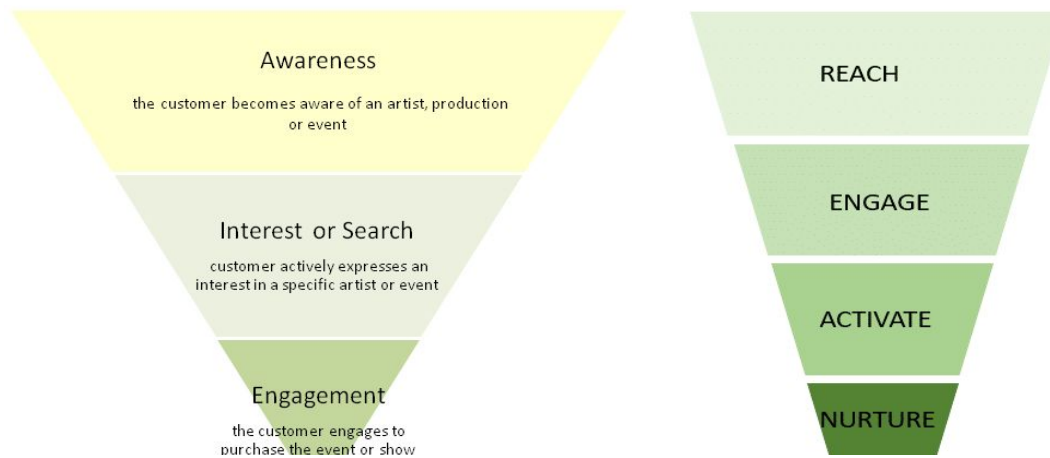 Awareness
the customer becomes aware of an artist, production
or event
Interest or Search
customer actively expresses an
interest in a specific artist or event
Engagement
the customer engages to
purchase the event or show
REACH
ENGAGE
ACTIVATE
NURTURE